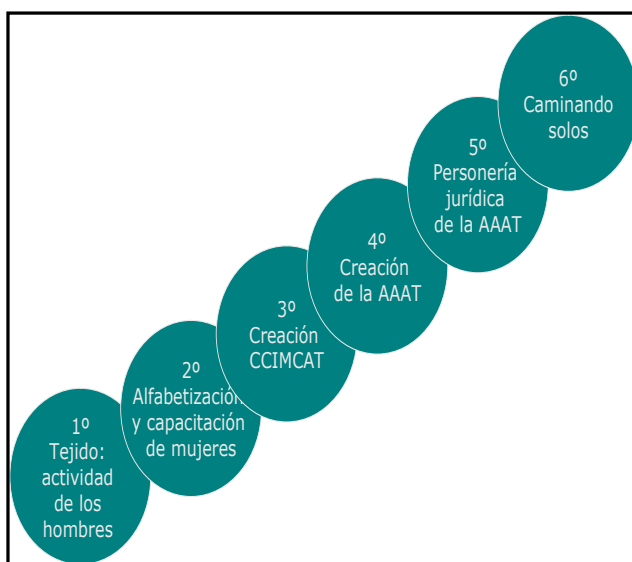 1º
Tejido:
actividad
de los
hombres
2º
Alfabetización
y capacitación
de mujeres
3º
Creación
CCIMCAT
4º
Creación
de la AAAT
5º
Personería
jurídica
de la AAAT
6º
Caminando
solos